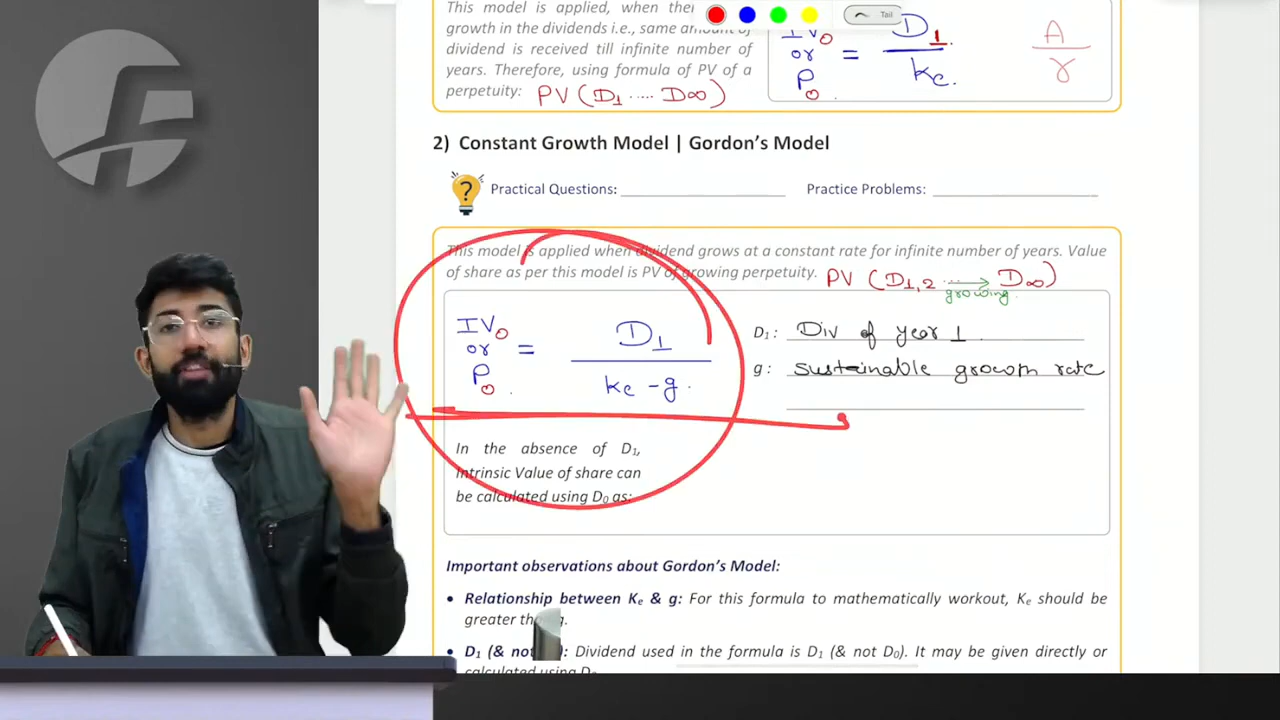 This model is applied, when the
growth in the dividends i.e., same amount of
dividend is received till infinite number of
years. Therefore, using formula of PV of a
perpetuity: PV (D1 ..... D∞)
IV0 or P0 = D1 / ke
A / r
Tail
2) Constant Growth Model | Gordon's Model
?
Practical Questions: Practice Problems:
This model is applied when dividend grows at a constant rate for infinite number of years. Value
of share as per this model is PV of growing perpetuity. PV (D1,2 ... D∞)
growing
IV0 or P0 = D1 / ke - g
D1: Div of year 1
g: sustainable growth rate
In the absence of D1,
Intrinsic Value of share can
be calculated using D0 as:
Important observations about Gordon's Model:
• Relationship between Ke & g: For this formula to mathematically workout, Ke should be
greater g.
• D1 (& not Dividend used in the formula is D1 (& not D0). It may be given directly or
calculated using D0